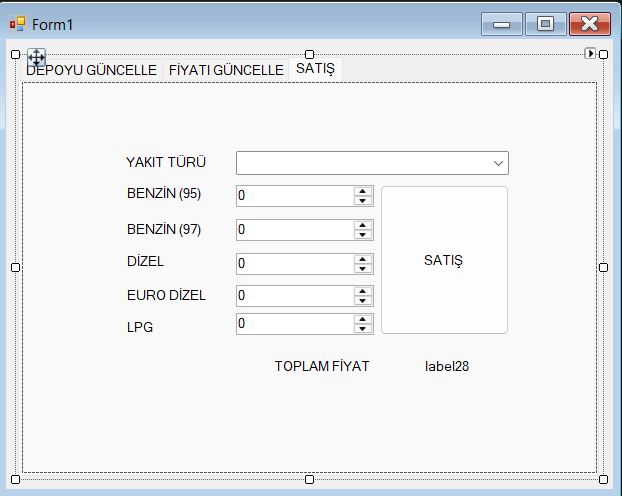 Form1
DEPOYU GÜNCELLE FİYATI GÜNCELLE SATIŞ
YAKIT TÜRÜ
BENZİN (95) 0
BENZİN (97) 0
DİZEL 0 SATIŞ
EURO DİZEL 0
LPG 0
TOPLAM FİYAT label28